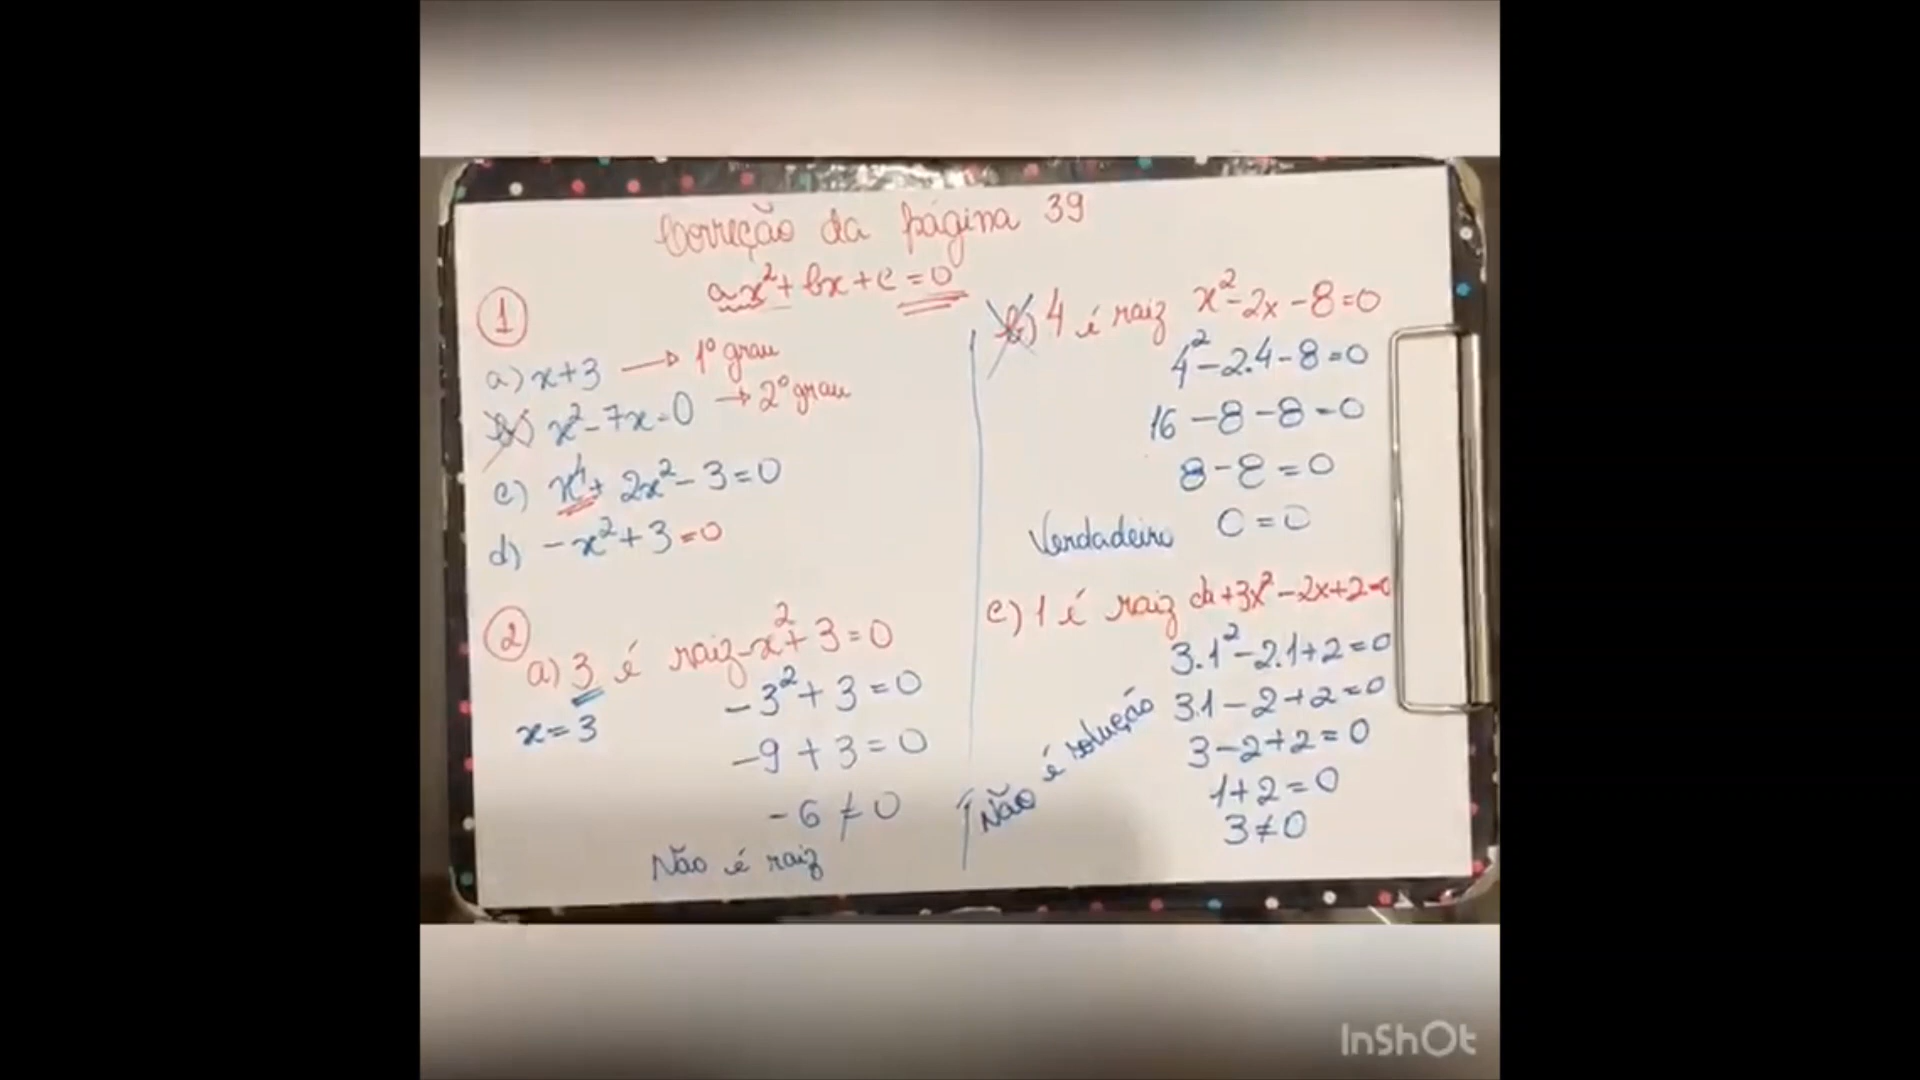 Correção da página 39
ax²+bx+c=0
1
a) x+3 → 1º grau
b) x²-7x=0 → 2º grau
c) x⁴+ 2x²-3=0
d) -x²+3=0
2
a) 3 é raiz -x²+3=0
x=3
-3²+3=0
-9+3=0
-6≠0
Não é raiz
b) 4 é raiz x²-2x-8=0
4²-2.4-8=0
16-8-8=0
8-8=0
0=0
Verdadeiro
c) 1 é raiz da +3x²-2x+2=0
3.1²-2.1+2=0
3.1-2+2=0
3-2+2=0
1+2=0
3≠0
Não é solução
InShOt